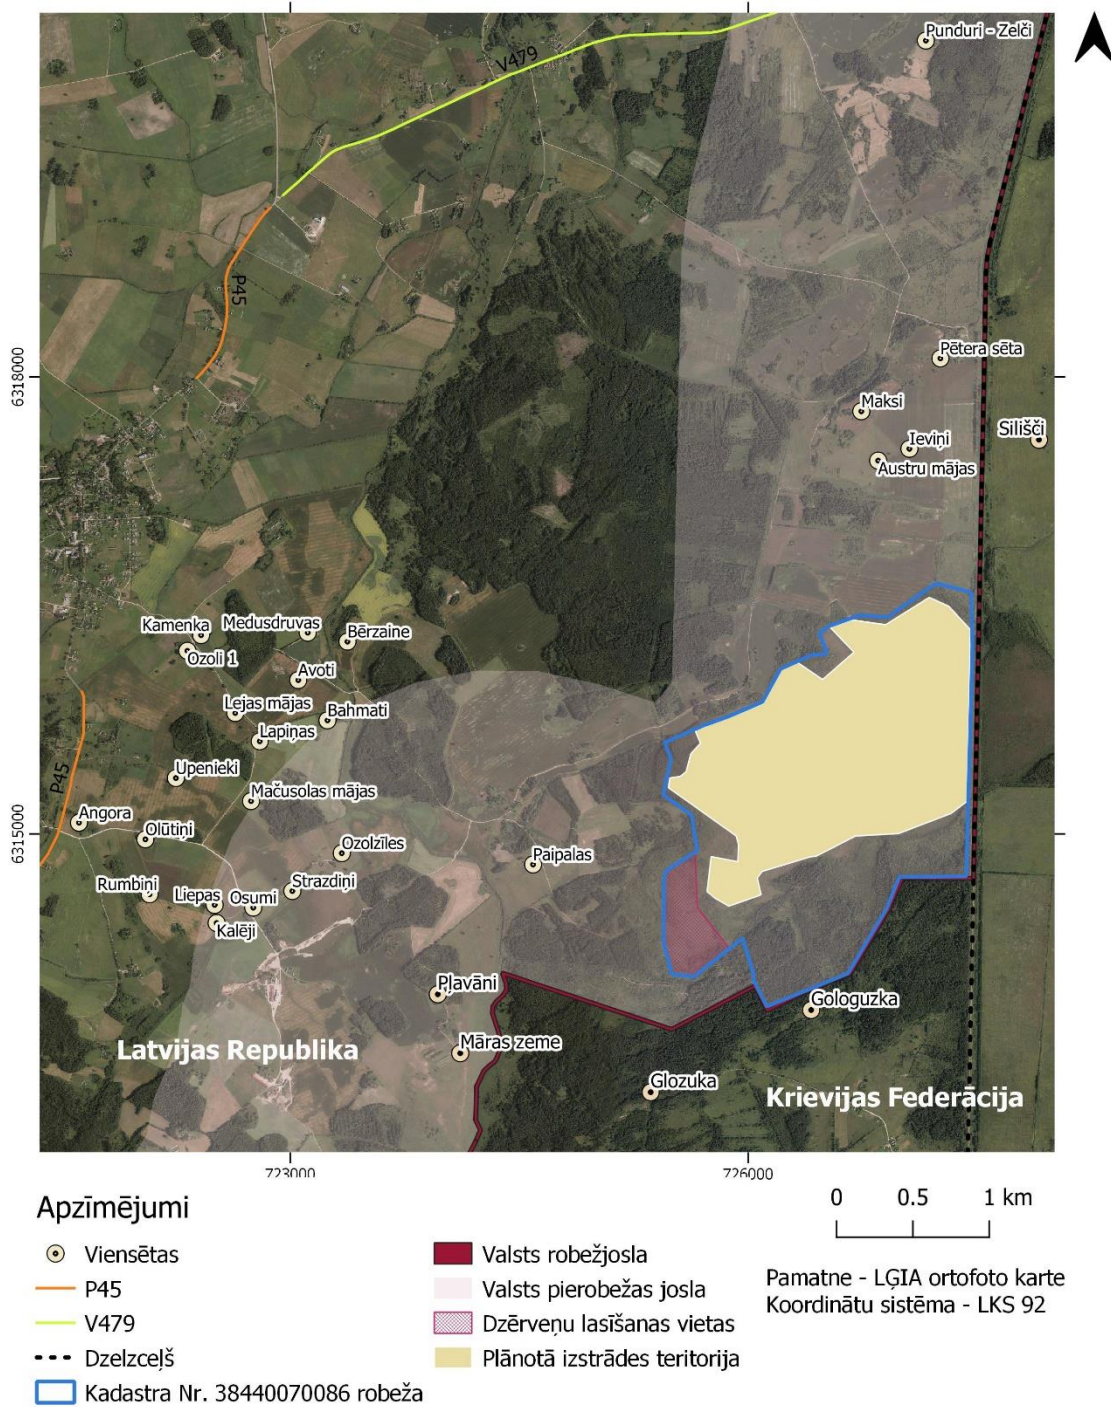 Punduri - Zelči
V479
P45
6318000
Pētera sēta
Maksi
Silišči
Ieviņi
Austru mājas
Kamenka
Medusdruvas
Bērzaine
Ozoli 1
Avoti
Lejas mājas
Bahmati
Lapiņas
Upenieki
P45
Mačusolas mājas
Angora
6315000
Olūtiņi
Ozolzīles
Paipalas
Rumbiņi
Liepas
Osumi
Strazdiņi
Kalēji
Pļavāni
Gologuzka
Latvijas Republika
Māras zeme
Glozuka
Krievijas Federācija
723000
726000
Apzīmējumi
0 0.5 1 km
Viensētas
P45
V479
Dzelzceļš
Kadastra Nr. 38440070086 robeža
Valsts robežjosla
Valsts pierobežas josla
Dzērveņu lasīšanas vietas
Plānotā izstrādes teritorija
Pamatne - LĢIA ortofoto karte
Koordinātu sistēma - LKS 92